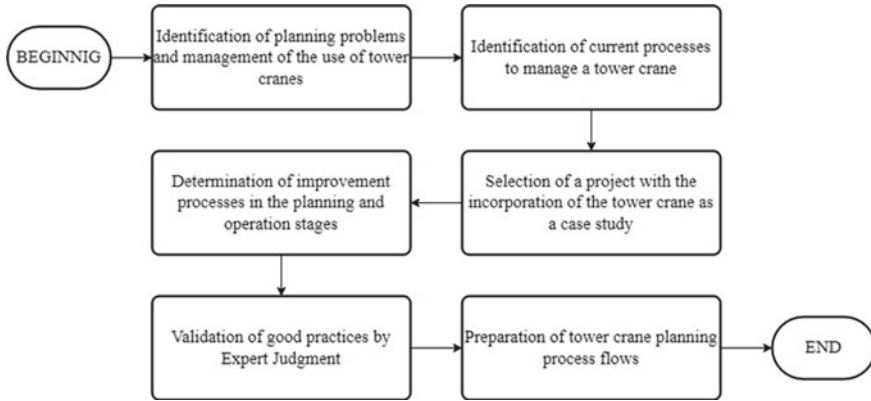 BEGINNIG
Identification of planning problems
and management of the use of tower
cranes
Identification of current processes
to manage a tower crane
Selection of a project with the
incorporation of the tower crane as
a case study
Determination of improvement
processes in the planning and
operation stages
Validation of good practices by
Expert Judgment
Preparation of tower crane planning
process flows
END